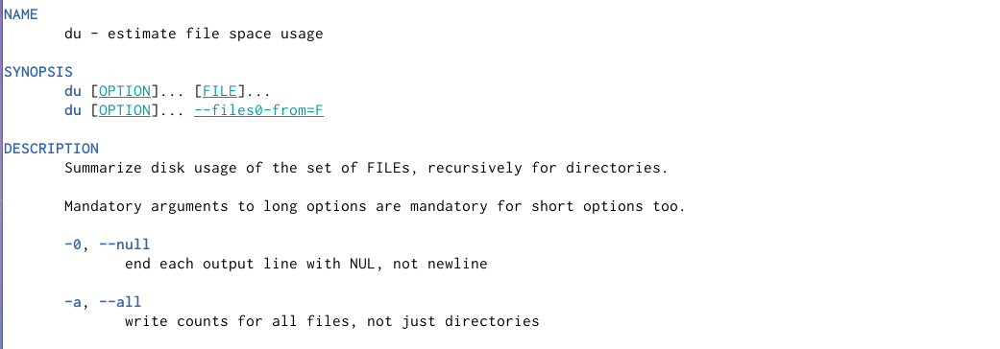 NAME
du - estimate file space usage
SYNOPSIS
du [OPTION]... [FILE]...
du [OPTION]... --files0-from=F
DESCRIPTION
Summarize disk usage of the set of FILEs, recursively for directories.
Mandatory arguments to long options are mandatory for short options too.
-0, --null
end each output line with NUL, not newline
-a, --all
write counts for all files, not just directories